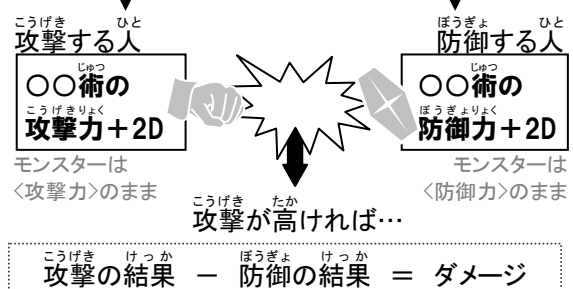 攻撃する人
○○術の
攻撃力＋2D
モンスターは
<攻撃力>のまま
防御する人
○○術の
防御力＋2D
モンスターは
<防御力>のまま
攻撃が高ければ…
攻撃の結果 － 防御の結果 ＝ ダメージ